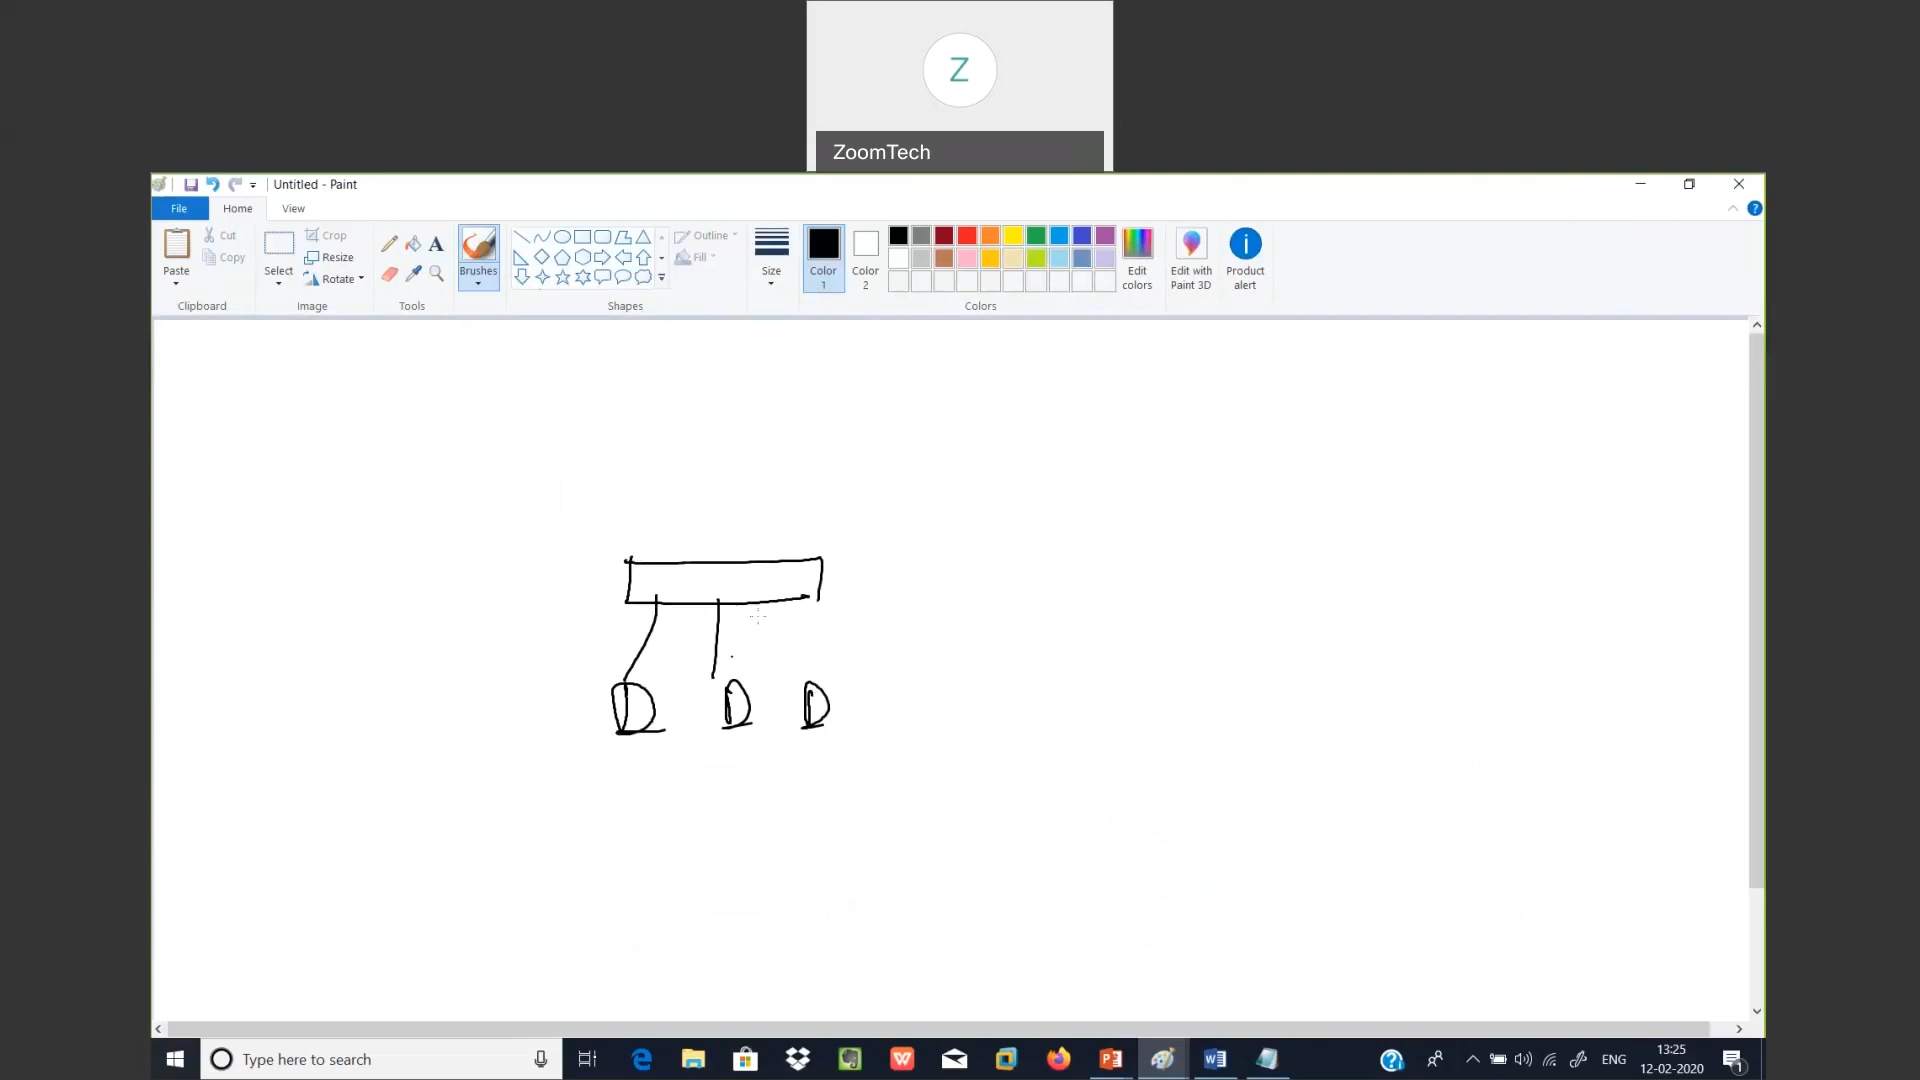 Z
ZoomTech
Untitled - Paint
File Home View
Paste
Cut
Copy
Clipboard
Select
Crop
Resize
Rotate
Image
A
Tools
Brushes
Outline
Fill
Shapes
Size
Color 1
Color 2
Edit colors
Colors
Edit with Paint 3D
Product alert
D D D
Type here to search
ENG
13:25
12-02-2020
1